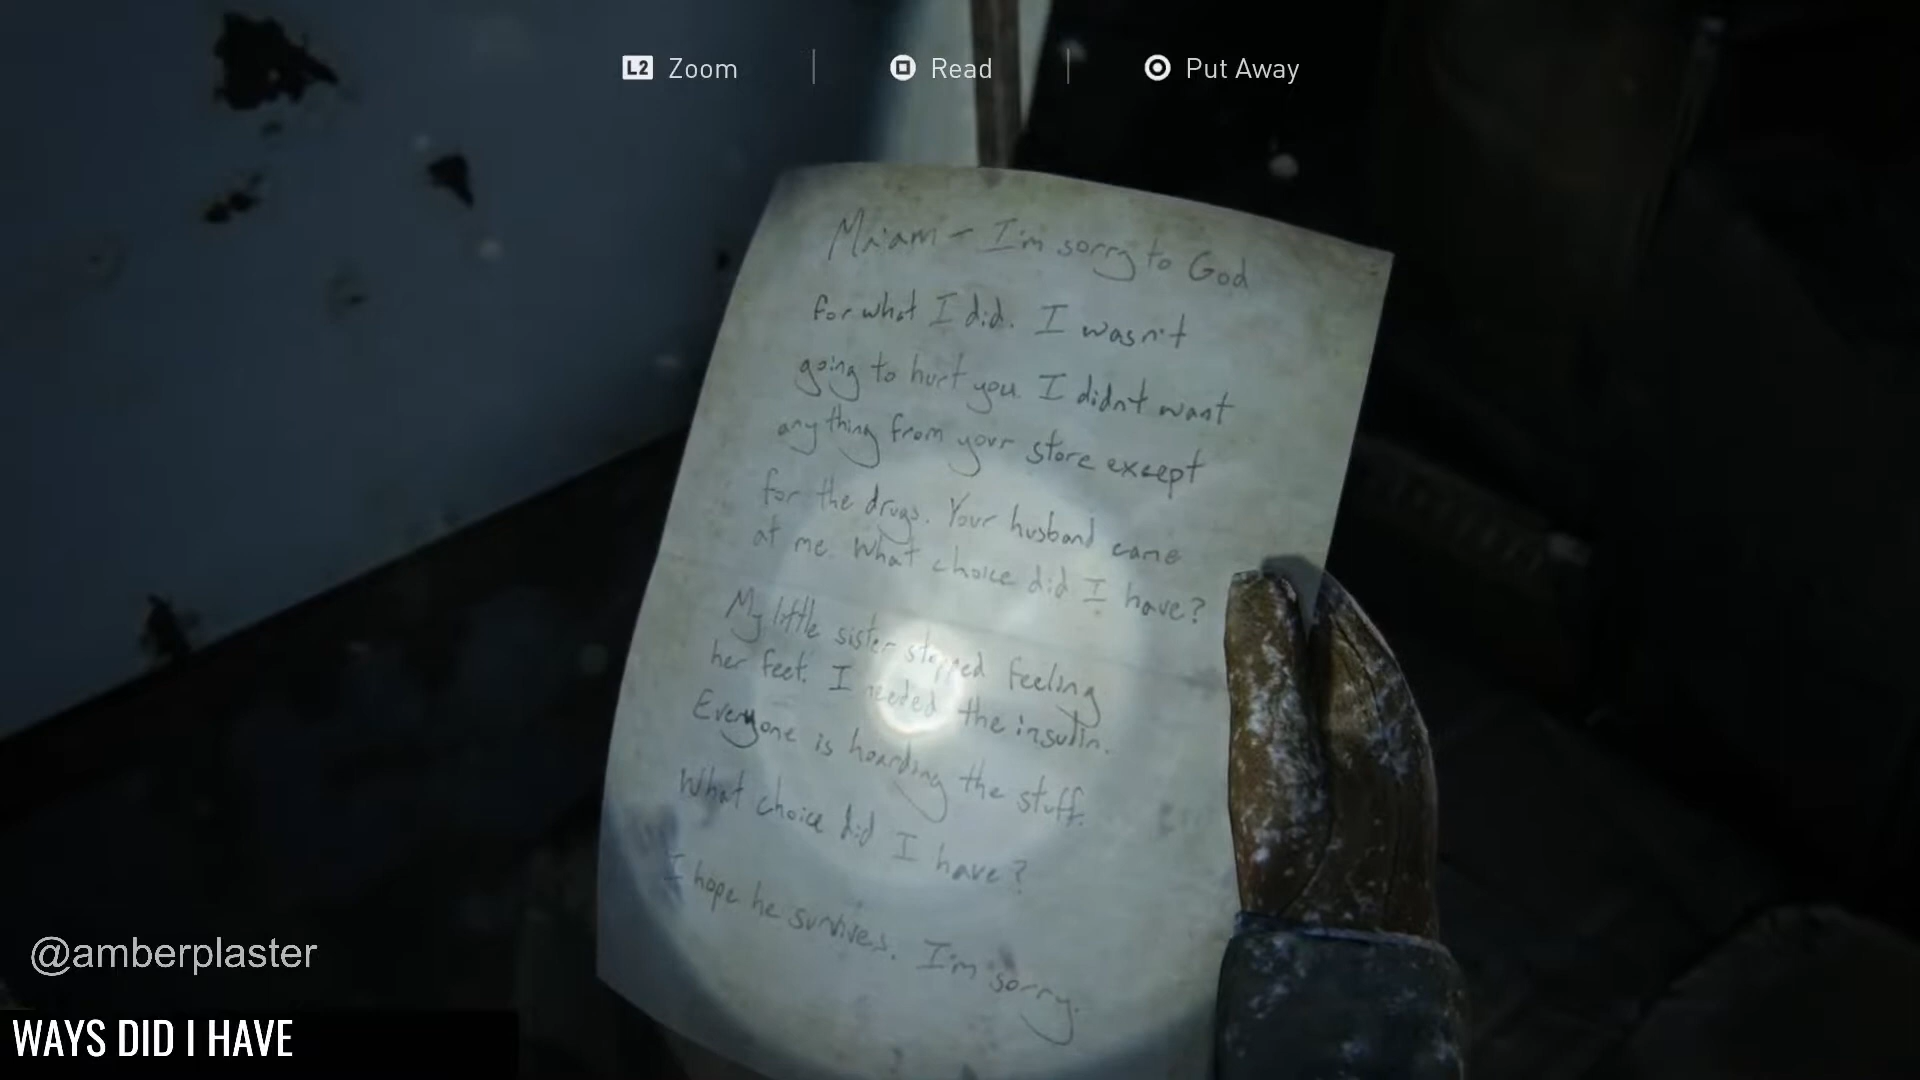 L2 Zoom | Read | Put Away
Ma'am - I'm sorry to God
for what I did. I wasn't
going to hurt you. I didn't want
anything from your store except
for the drugs. Your husband came
at me. What choice did I have?
My little sister stopped feeling
her feet. I needed the insulin.
Everyone is hoarding the stuff.
What choice did I have?
I hope he survives. I'm sorry.
@amberplaster
WAYS DID I HAVE